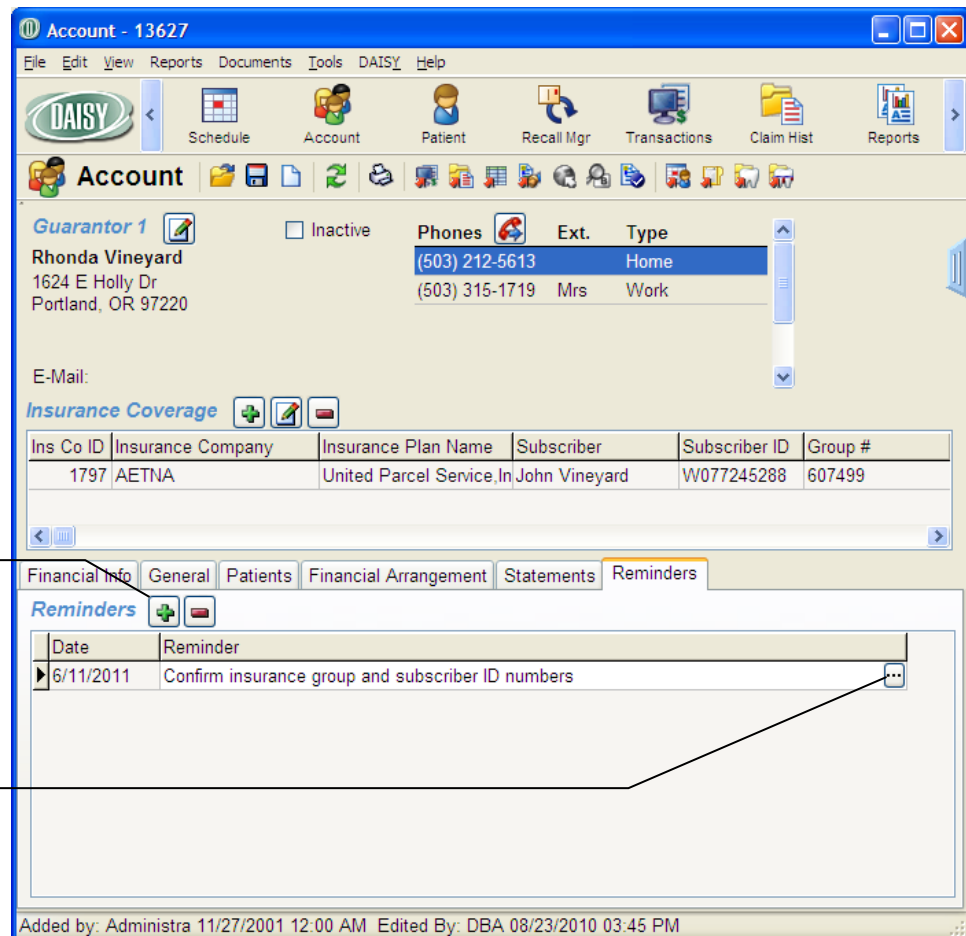 Account - 13627
File Edit View Reports Documents Tools DAISY Help
DAISY Schedule Account Patient Recall Mgr Transactions Claim Hist Reports
Account
Guarantor 1 Inactive Phones Ext. Type
Rhonda Vineyard (503) 212-5613 Home
1624 E Holly Dr (503) 315-1719 Mrs Work
Portland, OR 97220
E-Mail:
Insurance Coverage
Ins Co ID Insurance Company Insurance Plan Name Subscriber Subscriber ID Group #
1797 AETNA United Parcel Service,In John Vineyard W077245288 607499
Financial Info General Patients Financial Arrangement Statements Reminders
Reminders
Date Reminder
6/11/2011 Confirm insurance group and subscriber ID numbers ...
Added by: Administra 11/27/2001 12:00 AM Edited By: DBA 08/23/2010 03:45 PM